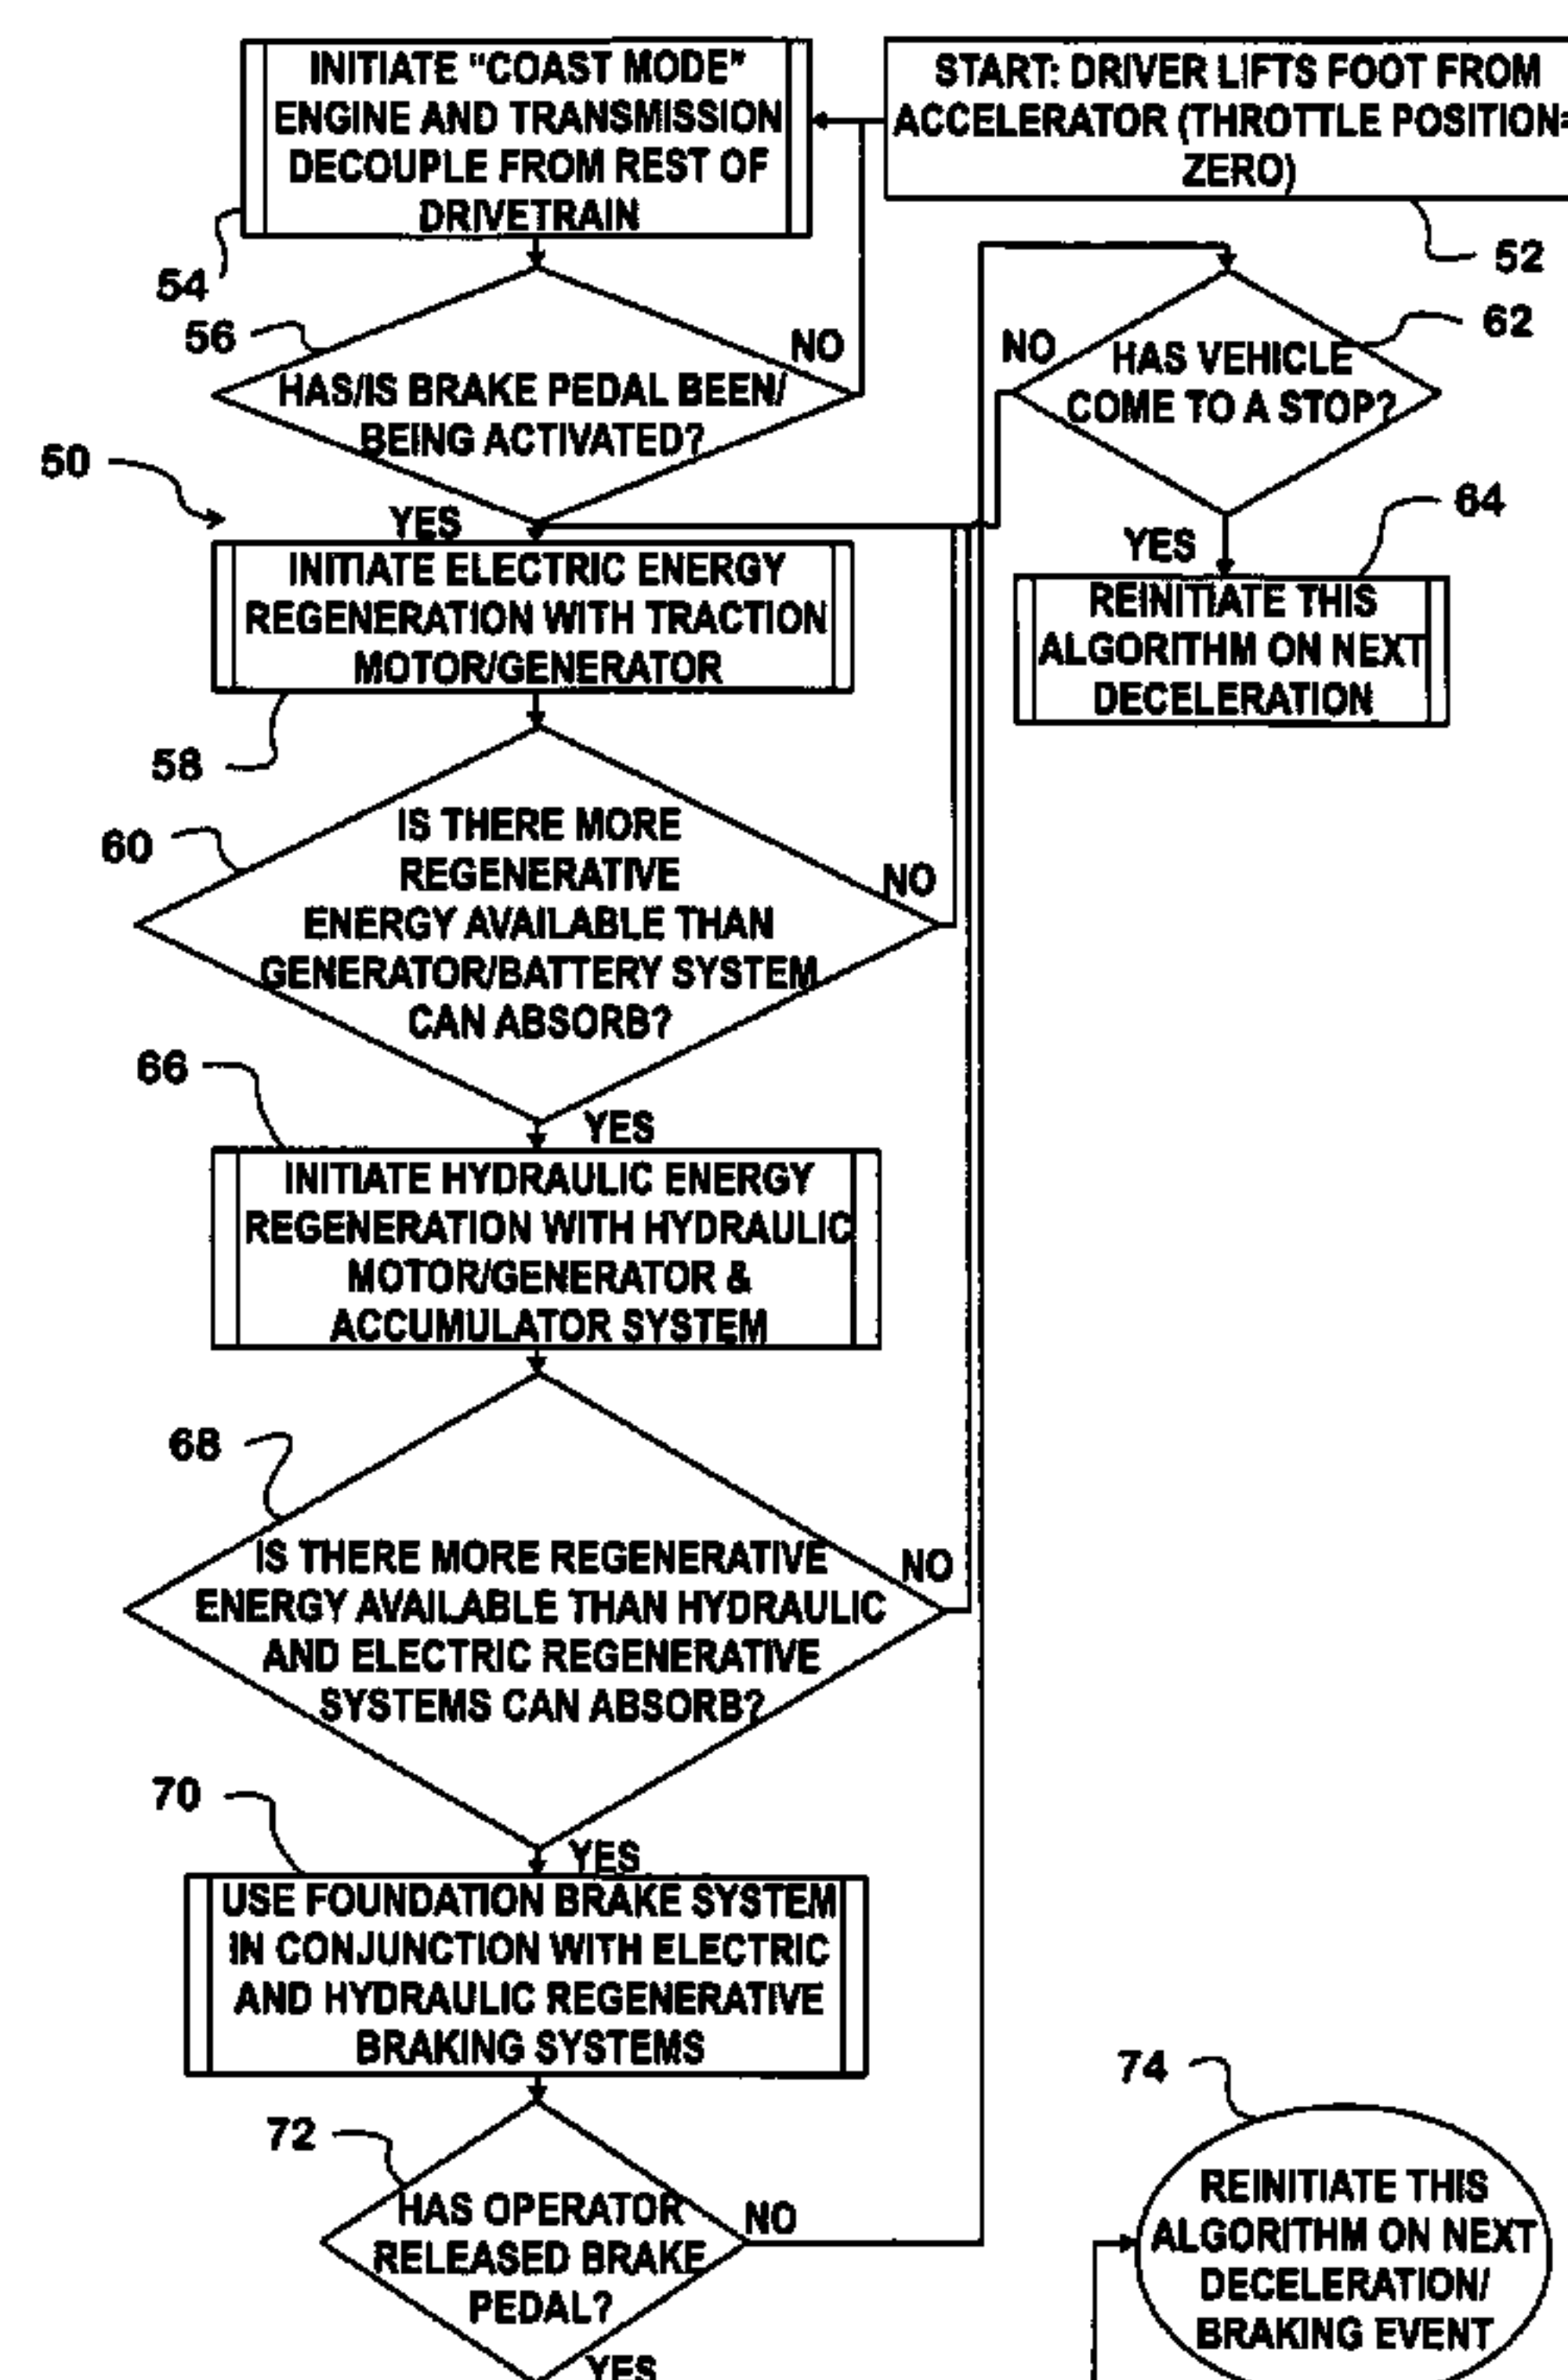 INITIATE "COAST MODE"
ENGINE AND TRANSMISSION
DECOUPLE FROM REST OF
DRIVETRAIN
START: DRIVER LIFTS FOOT FROM
ACCELERATOR (THROTTLE POSITION=
ZERO)
52
54
56
NO
HAS/IS BRAKE PEDAL BEEN/
BEING ACTIVATED?
NO
HAS VEHICLE
COME TO A STOP?
62
50
YES
YES
64
INITIATE ELECTRIC ENERGY
REGENERATION WITH TRACTION
MOTOR/GENERATOR
REINITIATE THIS
ALGORITHM ON NEXT
DECELERATION
58
60
IS THERE MORE
REGENERATIVE
ENERGY AVAILABLE THAN
GENERATOR/BATTERY SYSTEM
CAN ABSORB?
NO
66
YES
INITIATE HYDRAULIC ENERGY
REGENERATION WITH HYDRAULIC
MOTOR/GENERATOR &
ACCUMULATOR SYSTEM
68
IS THERE MORE REGENERATIVE
ENERGY AVAILABLE THAN HYDRAULIC
AND ELECTRIC REGENERATIVE
SYSTEMS CAN ABSORB?
NO
70
YES
USE FOUNDATION BRAKE SYSTEM
IN CONJUNCTION WITH ELECTRIC
AND HYDRAULIC REGENERATIVE
BRAKING SYSTEMS
72
HAS OPERATOR
RELEASED BRAKE
PEDAL?
NO
YES
74
REINITIATE THIS
ALGORITHM ON NEXT
DECELERATION/
BRAKING EVENT